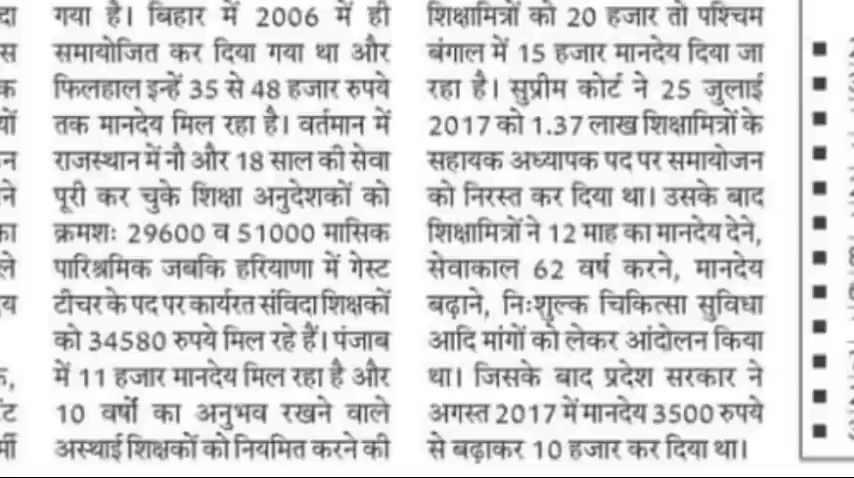 गया है। बिहार में 2006 में ही
समायोजित कर दिया गया था और
फिलहाल इन्हें 35 से 48 हजार रुपये
तक मानदेय मिल रहा है। वर्तमान में
राजस्थान में नौ और 18 साल की सेवा
पूरी कर चुके शिक्षा अनुदेशकों को
क्रमशः 29600 व 51000 मासिक
पारिश्रमिक जबकि हरियाणा में गेस्ट
टीचर के पद पर कार्यरत संविदा शिक्षकों
को 34580 रुपये मिल रहे हैं। पंजाब
में 11 हजार मानदेय मिल रहा है और
10 वर्षों का अनुभव रखने वाले
अस्थाई शिक्षकों को नियमित करने की
शिक्षामित्रों को 20 हजार तो पश्चिम
बंगाल में 15 हजार मानदेय दिया जा
रहा है। सुप्रीम कोर्ट ने 25 जुलाई
2017 को 1.37 लाख शिक्षामित्रों के
सहायक अध्यापक पद पर समायोजन
को निरस्त कर दिया था। उसके बाद
शिक्षामित्रों ने 12 माह का मानदेय देने,
सेवाकाल 62 वर्ष करने, मानदेय
बढ़ाने, निःशुल्क चिकित्सा सुविधा
आदि मांगों को लेकर आंदोलन किया
था। जिसके बाद प्रदेश सरकार ने
अगस्त 2017 में मानदेय 3500 रुपये
से बढ़ाकर 10 हजार कर दिया था।